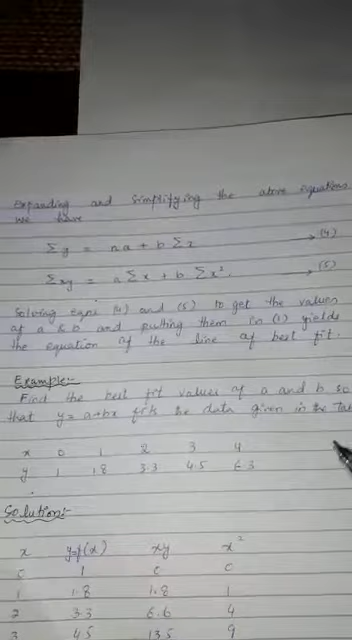 Expanding and simplifying the above equations
we have
Σy = na + bΣx → (4)
Σxy = aΣx + bΣx². → (5)
Solving eqns (4) and (5) to get the values
of a & b and putting them in (1) yields
the equation of the line of best fit.
Example:-
Find the best fit values of a and b so
that y = a+bx fits the data given in the Tab
x 0 1 2 3 4
y 1 1.8 3.3 4.5 6.3
Solution:-
x y=f(x) xy x²
0 1 0 0
1 1.8 1.8 1
2 3.3 6.6 4
3 4.5 13.5 9